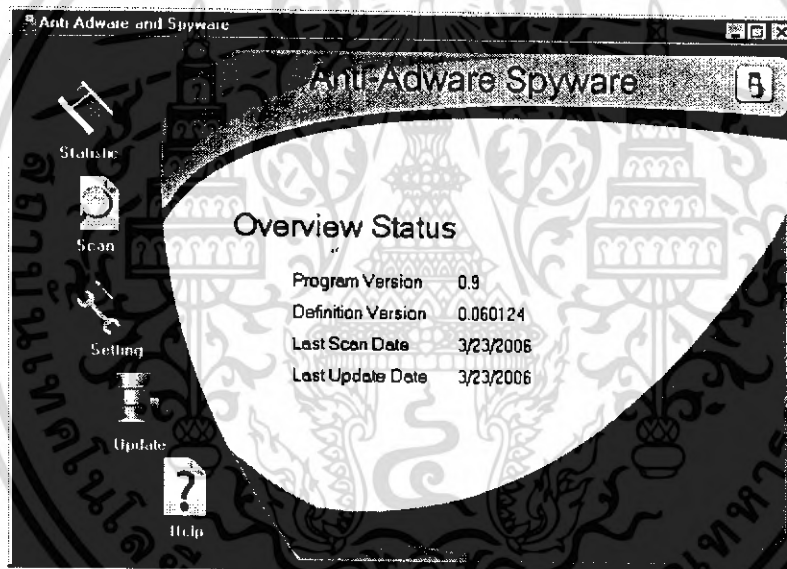 Anti Adware and Spyware
Anti-Adware Spyware
Statistic
Scan
Setting
Update
Help
Overview Status
Program Version 0.9
Definition Version 0.060124
Last Scan Date 3/23/2006
Last Update Date 3/23/2006